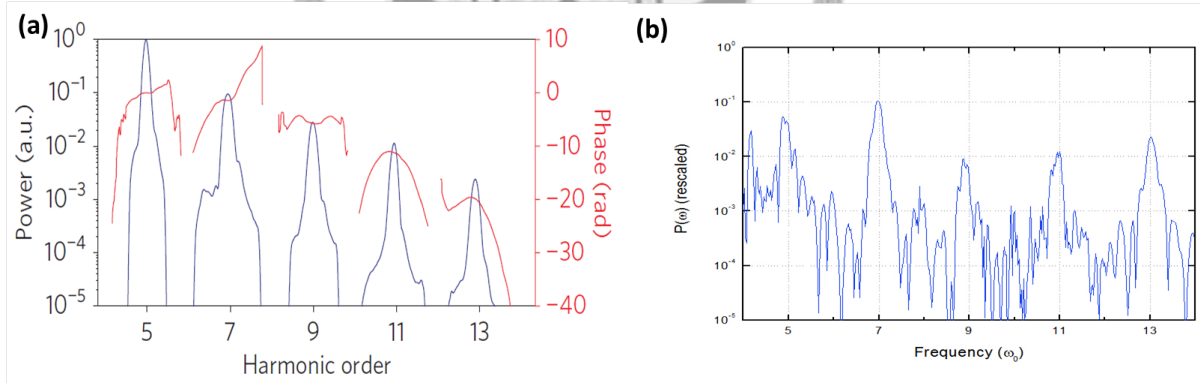 (a)
10⁰
10⁻¹
10⁻²
10⁻³
10⁻⁴
10⁻⁵
Power (a.u.)
5 7 9 11 13
Harmonic order
10
0
−10
−20
−30
−40
Phase (rad)
(b)
10⁰
10⁻¹
10⁻²
10⁻³
10⁻⁴
10⁻⁵
P(ω) (rescaled)
5 7 9 11 13
Frequency (ω₀)